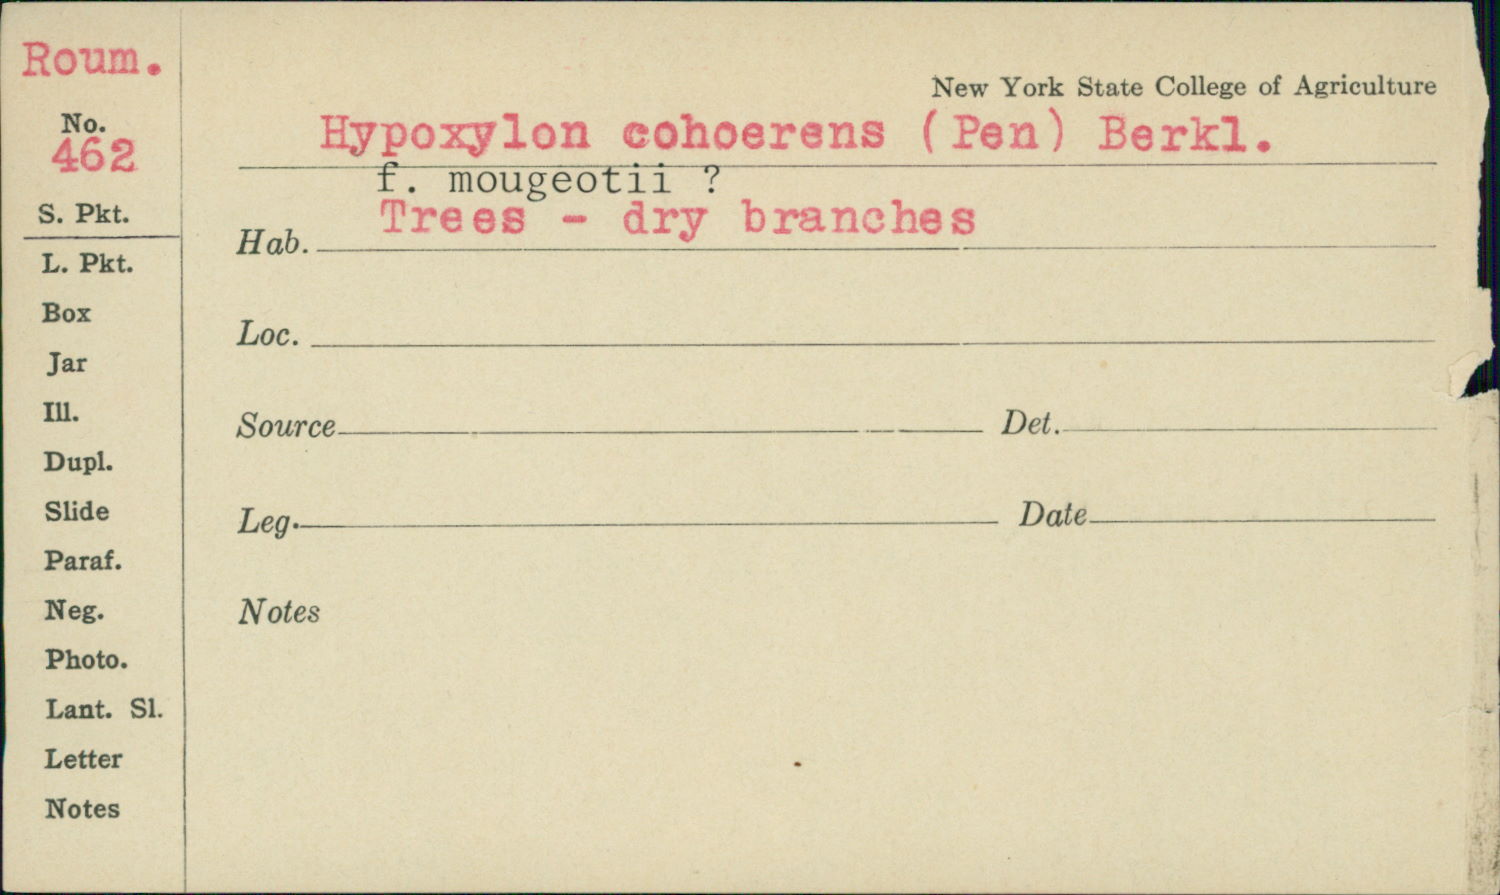 Roum.
No.
462
S. Pkt.
L. Pkt.
Box
Jar
Ill.
Dupl.
Slide
Paraf.
Neg.
Photo.
Lant. Sl.
Letter
Notes
New York State College of Agriculture
Hypoxylon cohoerens (Pen) Berkl.
f. mougeotii ?
Hab. Trees - dry branches
Loc.
Source Det.
Leg. Date
Notes